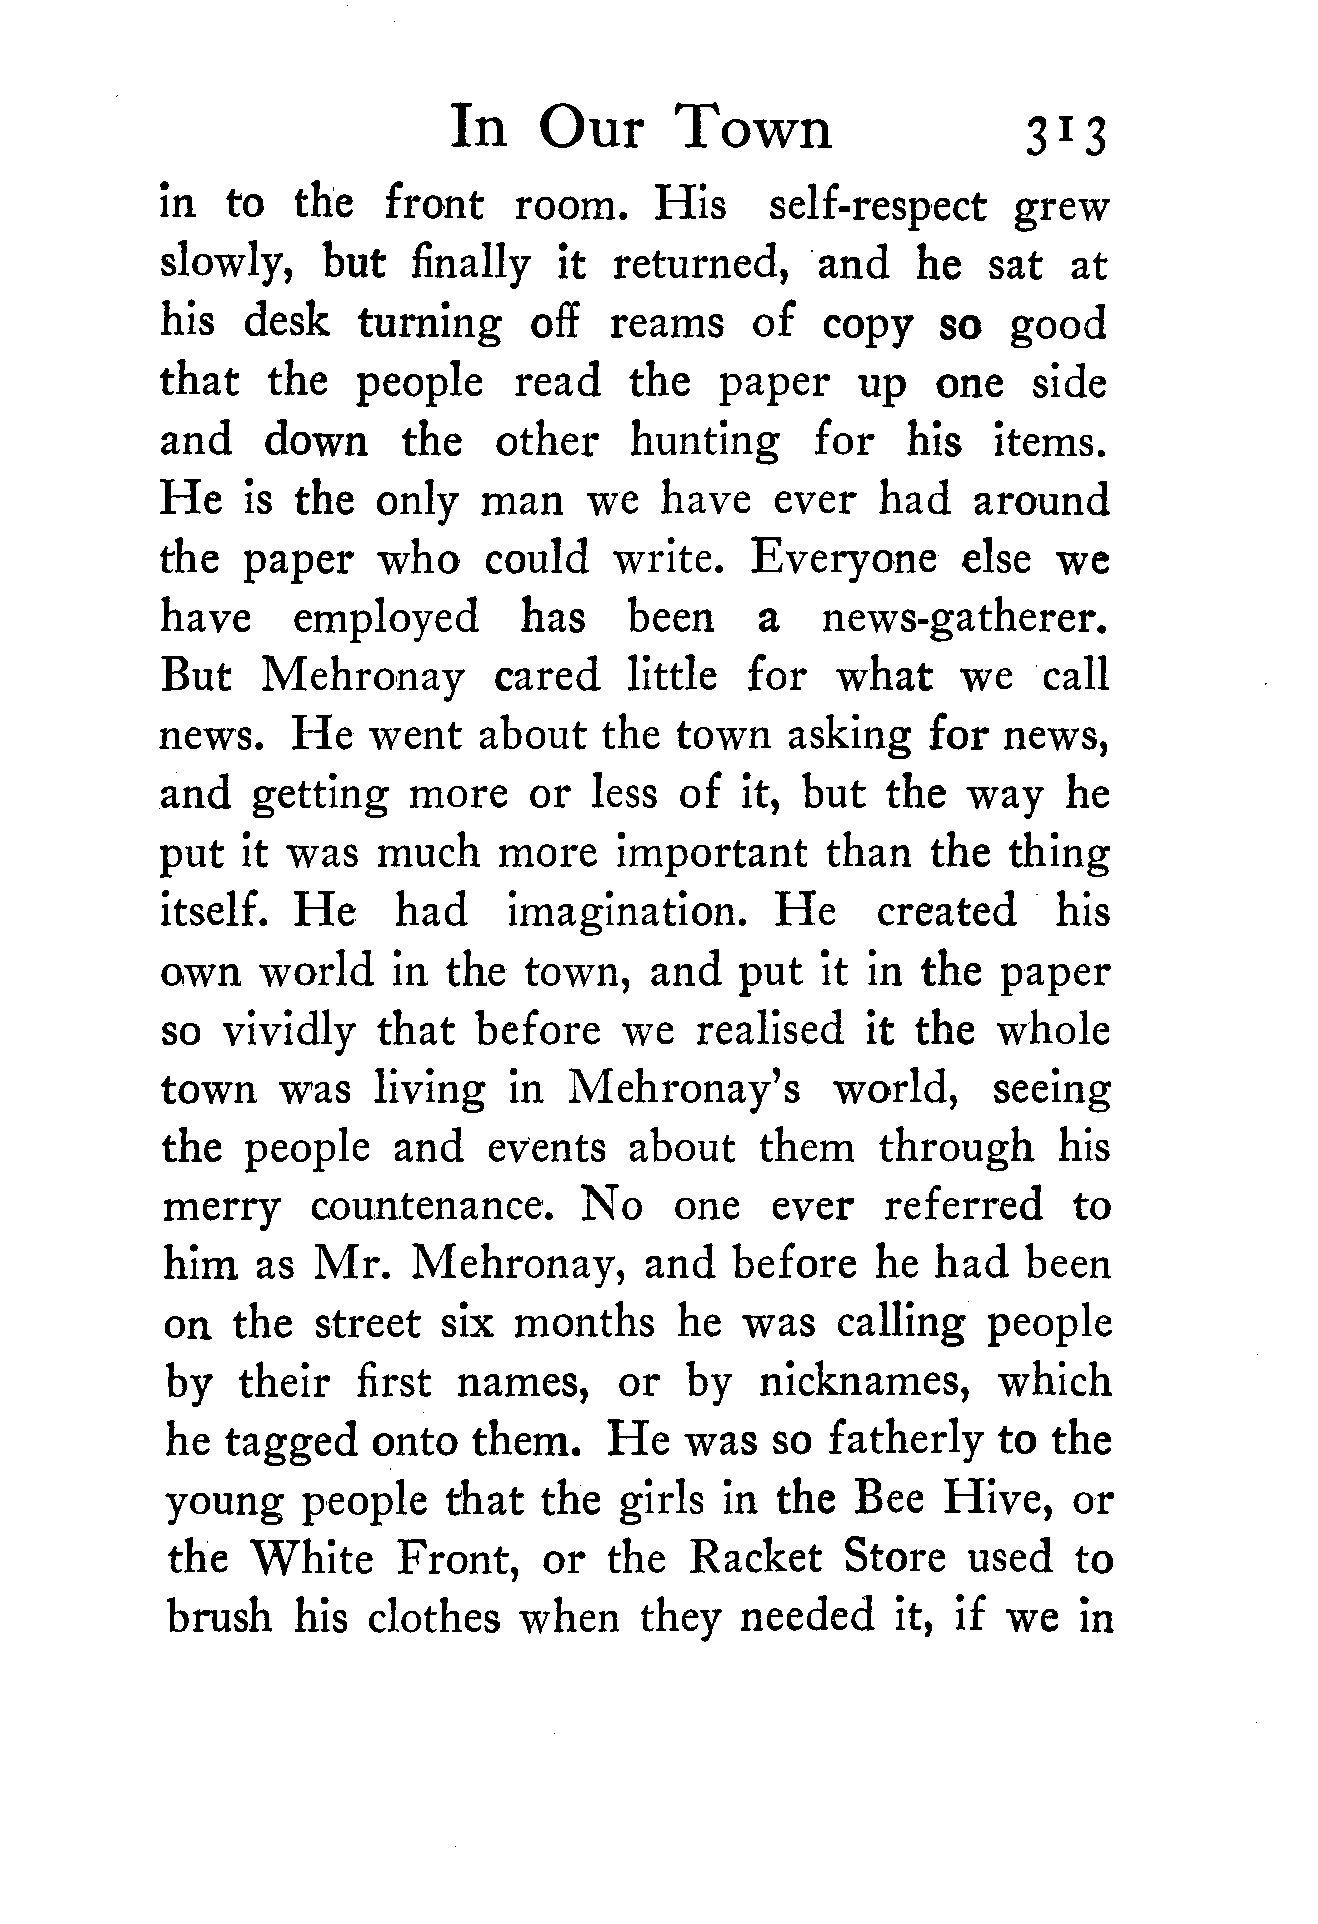 In Our Town 313
in to the front room. His self-respect grew
slowly, but finally it returned, and he sat at
his desk turning off reams of copy so good
that the people read the paper up one side
and down the other hunting for his items.
He is the only man we have ever had around
the paper who could write. Everyone else we
have employed has been a news-gatherer.
But Mehronay cared little for what we call
news. He went about the town asking for news,
and getting more or less of it, but the way he
put it was much more important than the thing
itself. He had imagination. He created his
own world in the town, and put it in the paper
so vividly that before we realised it the whole
town was living in Mehronay's world, seeing
the people and events about them through his
merry countenance. No one ever referred to
him as Mr. Mehronay, and before he had been
on the street six months he was calling people
by their first names, or by nicknames, which
he tagged onto them. He was so fatherly to the
young people that the girls in the Bee Hive, or
the White Front, or the Racket Store used to
brush his clothes when they needed it, if we in